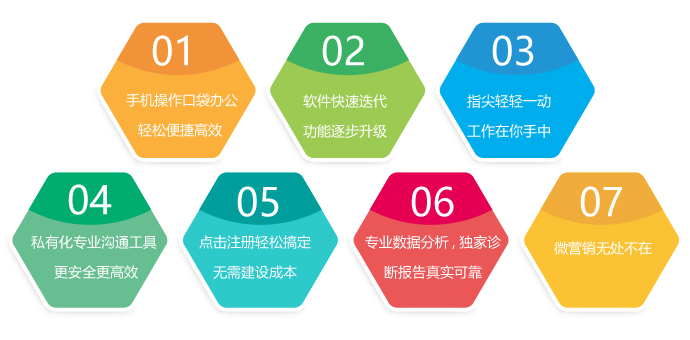 01
手机操作口袋办公
轻松便捷高效
02
软件快速迭代
功能逐步升级
03
指尖轻轻一动
工作在你手中
04
私有化专业沟通工具
更安全更高效
05
点击注册轻松搞定
无需建设成本
06
专业数据分析，独家诊
断报告真实可靠
07
微营销无处不在